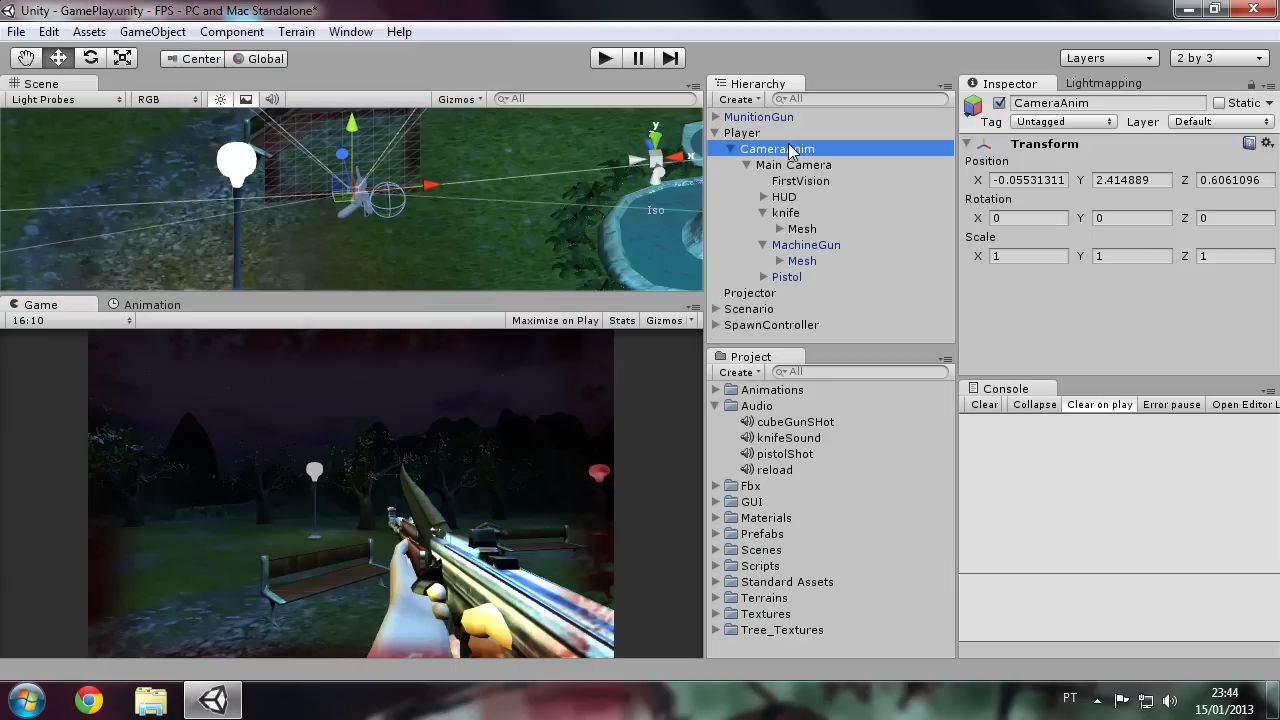 Unity - GamePlay.unity - FPS - PC and Mac Standalone*
File Edit Assets GameObject Component Terrain Window Help
Center Global Layers 2 by 3
Scene
Light Probes RGB Gizmos All
y
x
Iso
Game Animation
16:10 Maximize on Play Stats Gizmos
Hierarchy
Create All
MunitionGun
Player
CameraAnim
Main Camera
FirstVision
HUD
knife
Mesh
MachineGun
Mesh
Pistol
Projector
Scenario
SpawnController
Project
Create All
Animations
Audio
cubeGunSHot
knifeSound
pistolShot
reload
Fbx
GUI
Materials
Prefabs
Scenes
Scripts
Standard Assets
Terrains
Textures
Tree_Textures
Inspector Lightmapping
CameraAnim Static
Tag Untagged Layer Default
Transform
Position
X -0.05531311 Y 2.414889 Z 0.6061096
Rotation
X 0 Y 0 Z 0
Scale
X 1 Y 1 Z 1
Console
Clear Collapse Clear on play Error pause Open Editor L
PT
23:44
15/01/2013